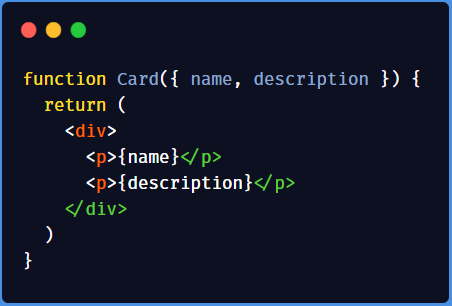 function Card({ name, description }) {
  return (
    <div>
      <p>{name}</p>
      <p>{description}</p>
    </div>
  )
}